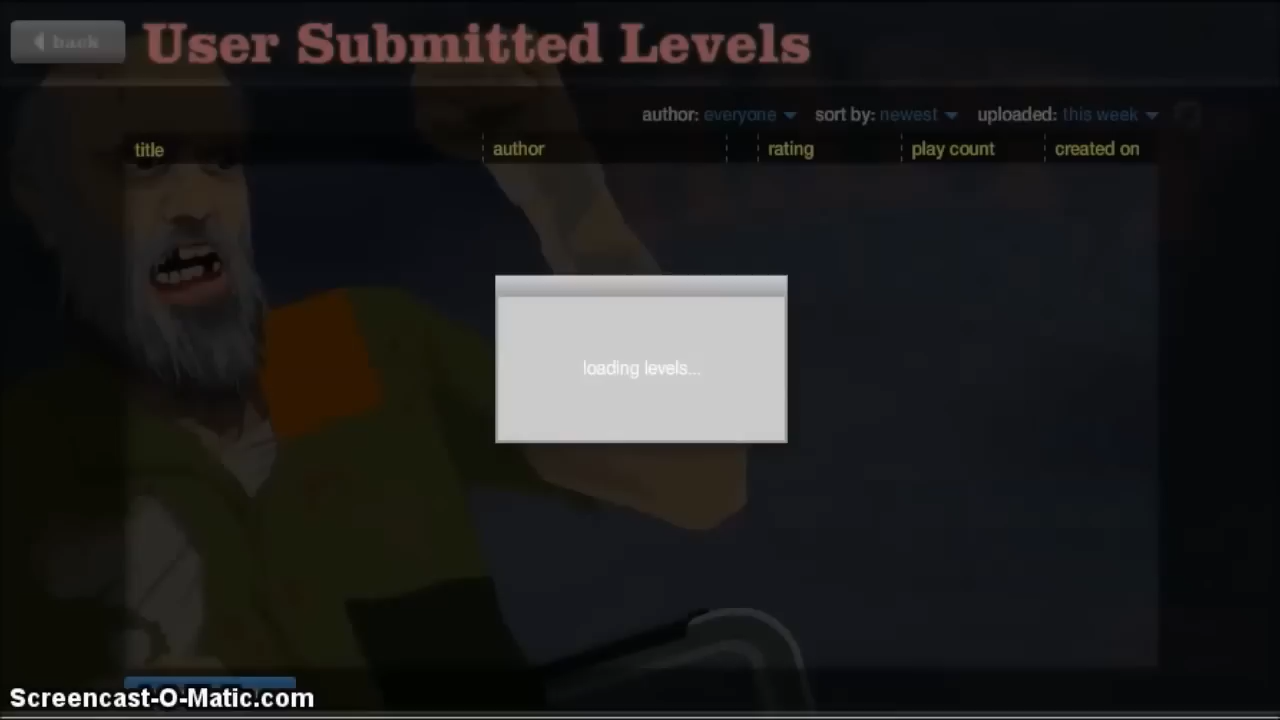 back
User Submitted Levels
author: everyone sort by: newest uploaded: this week
title author rating play count created on
loading levels...
Screencast-O-Matic.com